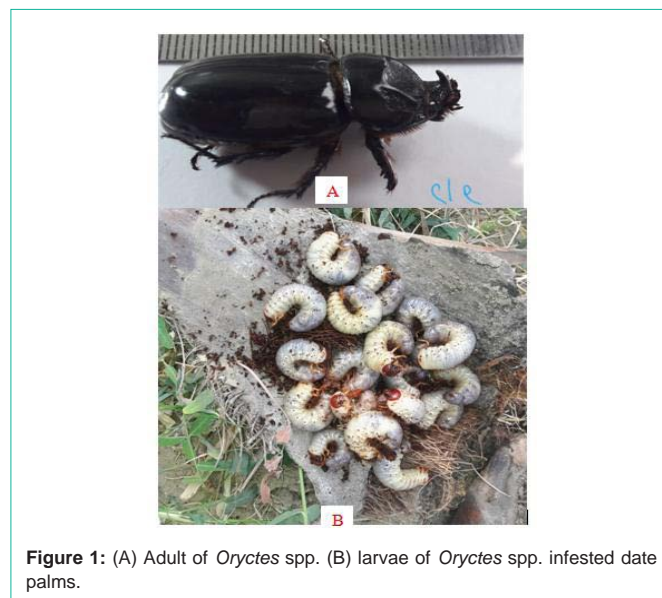 A
B
Figure 1: (A) Adult of Oryctes spp. (B) larvae of Oryctes spp. infested date
palms.